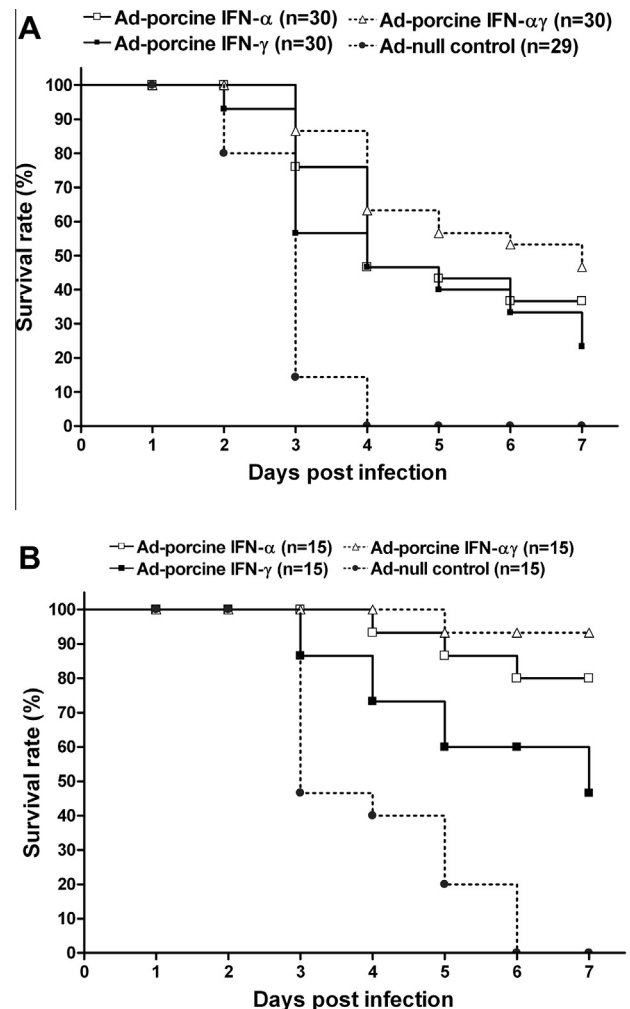 A
Ad-porcine IFN-α (n=30) Ad-porcine IFN-αγ (n=30)
Ad-porcine IFN-γ (n=30) Ad-null control (n=29)
Survival rate (%)
100
90
80
70
60
50
40
30
20
10
0
0 1 2 3 4 5 6 7
Days post infection
B
Ad-porcine IFN-α (n=15) Ad-porcine IFN-αγ (n=15)
Ad-porcine IFN-γ (n=15) Ad-null control (n=15)
Survival rate (%)
100
90
80
70
60
50
40
30
20
10
0
0 1 2 3 4 5 6 7
Days post infection